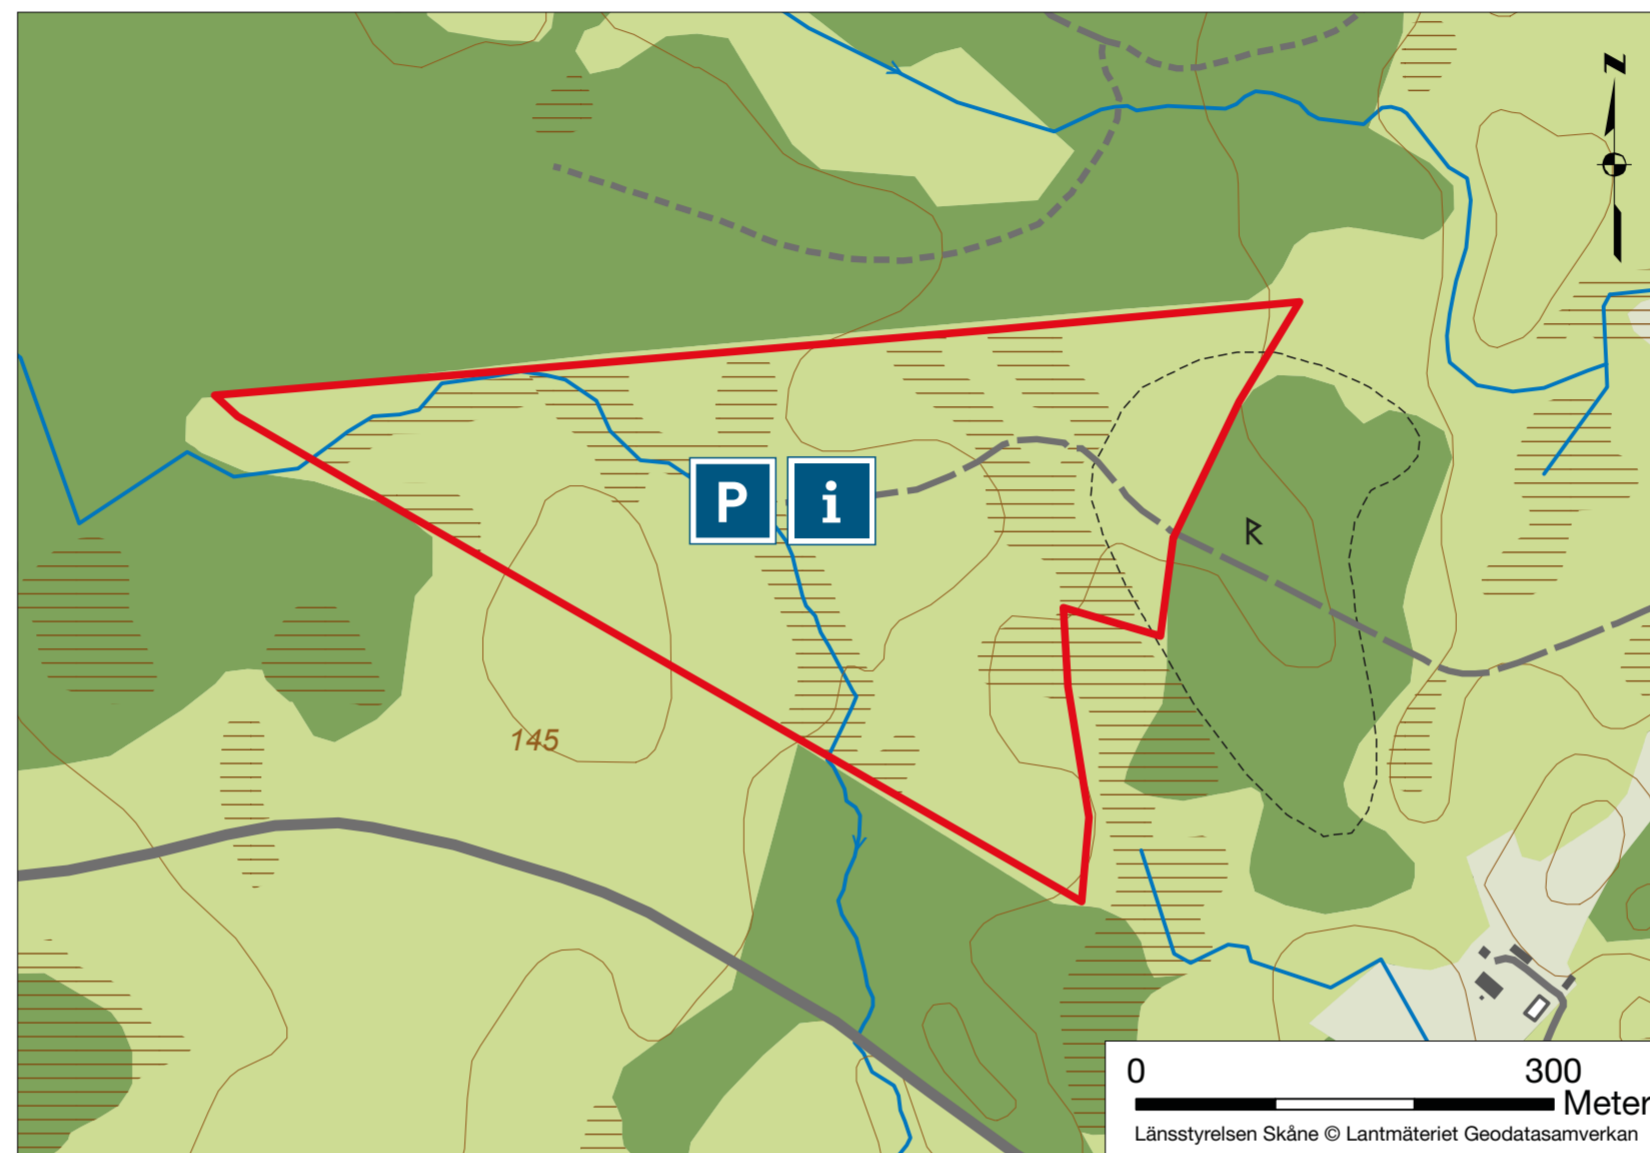 N
P i
R
145
0 300
Meter
Länsstyrelsen Skåne © Lantmäteriet Geodatasamverkan